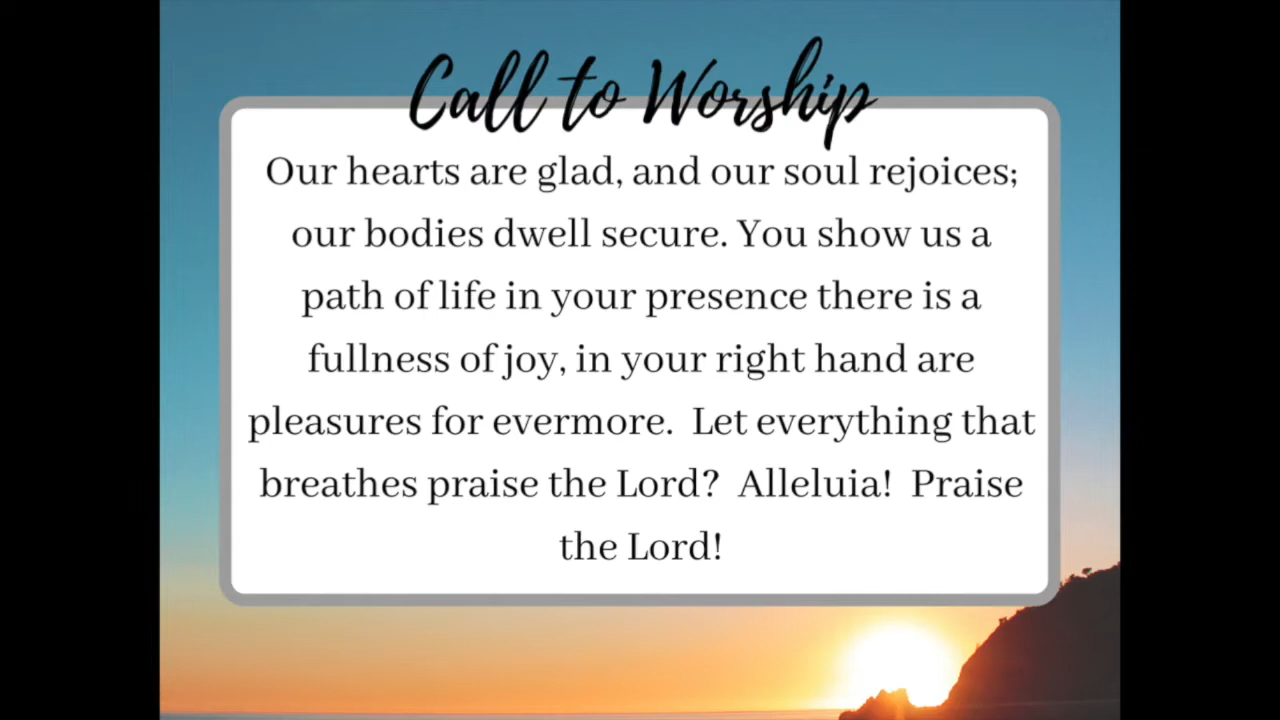 Call to Worship
Our hearts are glad, and our soul rejoices;
our bodies dwell secure. You show us a
path of life in your presence there is a
fullness of joy, in your right hand are
pleasures for evermore.  Let everything that
breathes praise the Lord?  Alleluia!  Praise
the Lord!